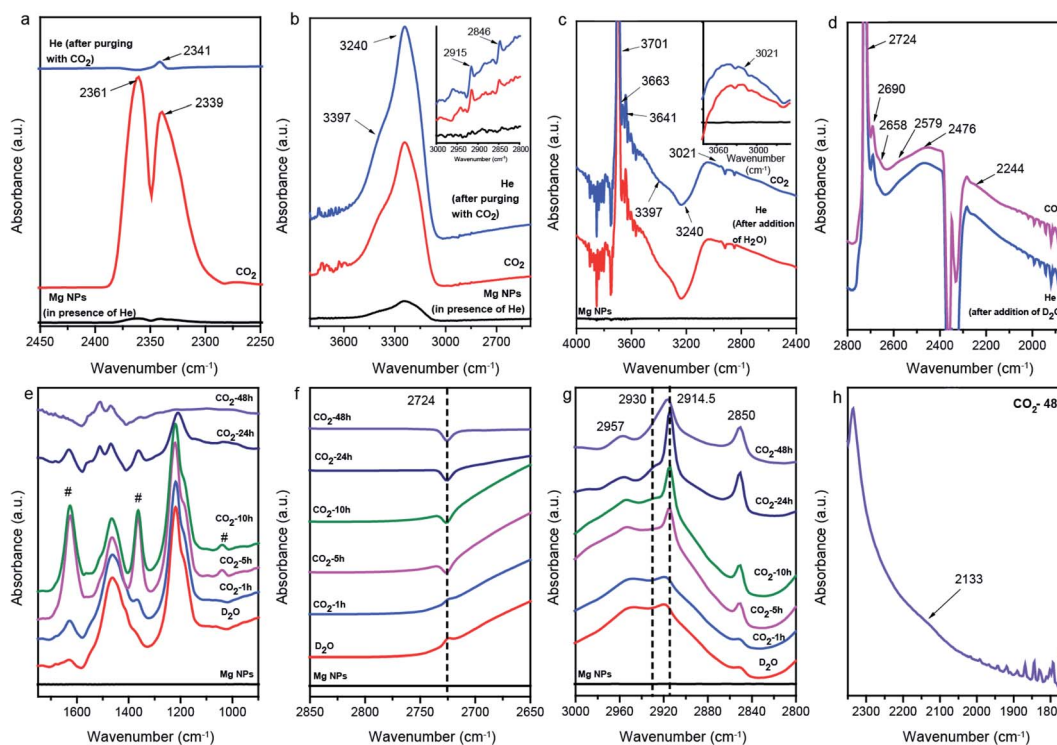 a
He (after purging
with CO2)
2341
2361
2339
CO2
Mg NPs
(in presence of He)
Absorbance (a.u.)
2450 2400 2350 2300 2250
Wavenumber (cm-1)
b
3240
3397
2915
2846
3000 2950 2900 2850 2800
Wavenumber (cm-1)
He
(after purging
with CO2)
CO2
Mg NPs
(in presence of He)
Absorbance (a.u.)
3600 3300 3000 2700
Wavenumber (cm-1)
c
3701
3663
3641
3021
3060 3000
Wavenumber
(cm-1)
3021
CO2
3397
3240
He
(After addition
of H2O)
Mg NPs
Absorbance (a.u.)
4000 3800 3600 3400 3200 3000 2800 2600 2400
Wavenumber (cm-1)
d
2724
2690
2658
2579
2476
2244
He
(after addition of D2O
Absorbance (a.u.)
2800 2600 2400 2200 2000
Wavenumber (cm-1)
e
CO2-48h
CO2-24h
#
#
#
CO2-10h
CO2-5h
CO2-1h
D2O
Mg NPs
Absorbance (a.u.)
1600 1400 1200 1000
Wavenumber (cm-1)
f
2724
CO2-48h
CO2-24h
CO2-10h
CO2-5h
CO2-1h
D2O
Mg NPs
Absorbance (a.u.)
2850 2800 2750 2700 2650
Wavenumber (cm-1)
g
2930
2914.5
2957
2850
CO2-48h
CO2-24h
CO2-10h
CO2-5h
CO2-1h
D2O
Mg NPs
Absorbance (a.u.)
3000 2960 2920 2880 2840 2800
Wavenumber (cm-1)
h
CO2- 48
2133
Absorbance (a.u.)
2300 2200 2100 2000 1900
Wavenumber (cm-1)